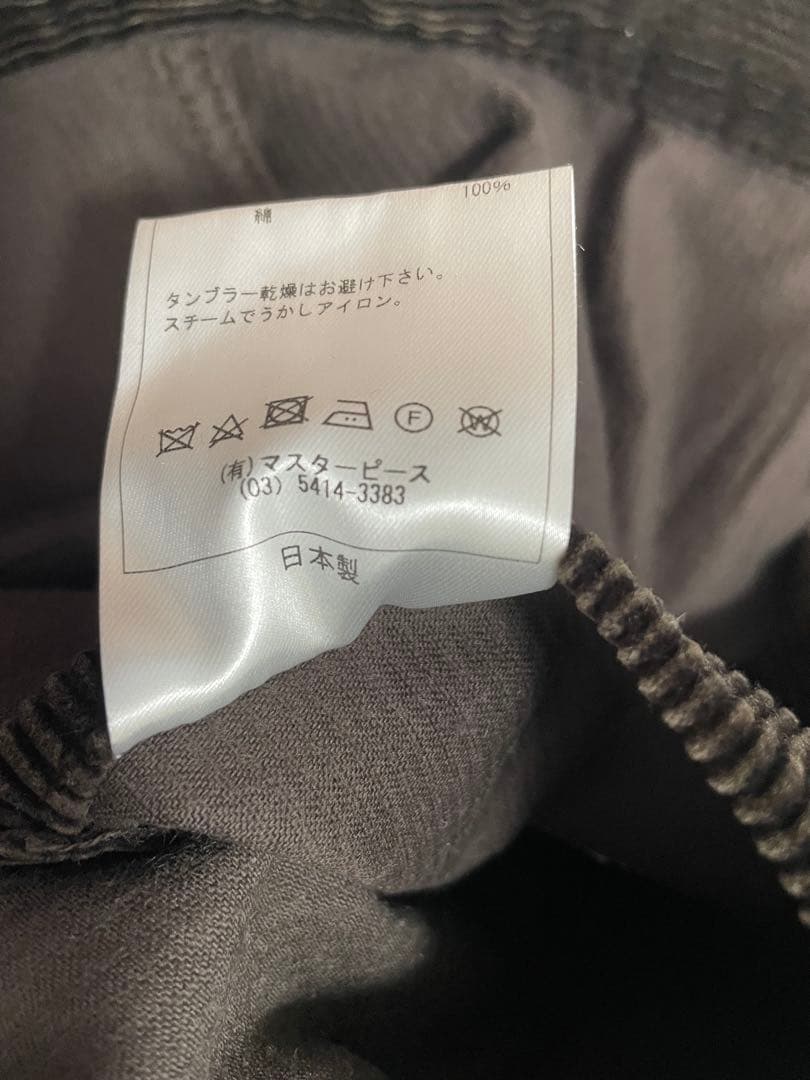 綿 100%
タンブラー乾燥はお避け下さい。
スチームでうかしアイロン。
F W
(有)マスターピース
(03) 5414-3383
日本製